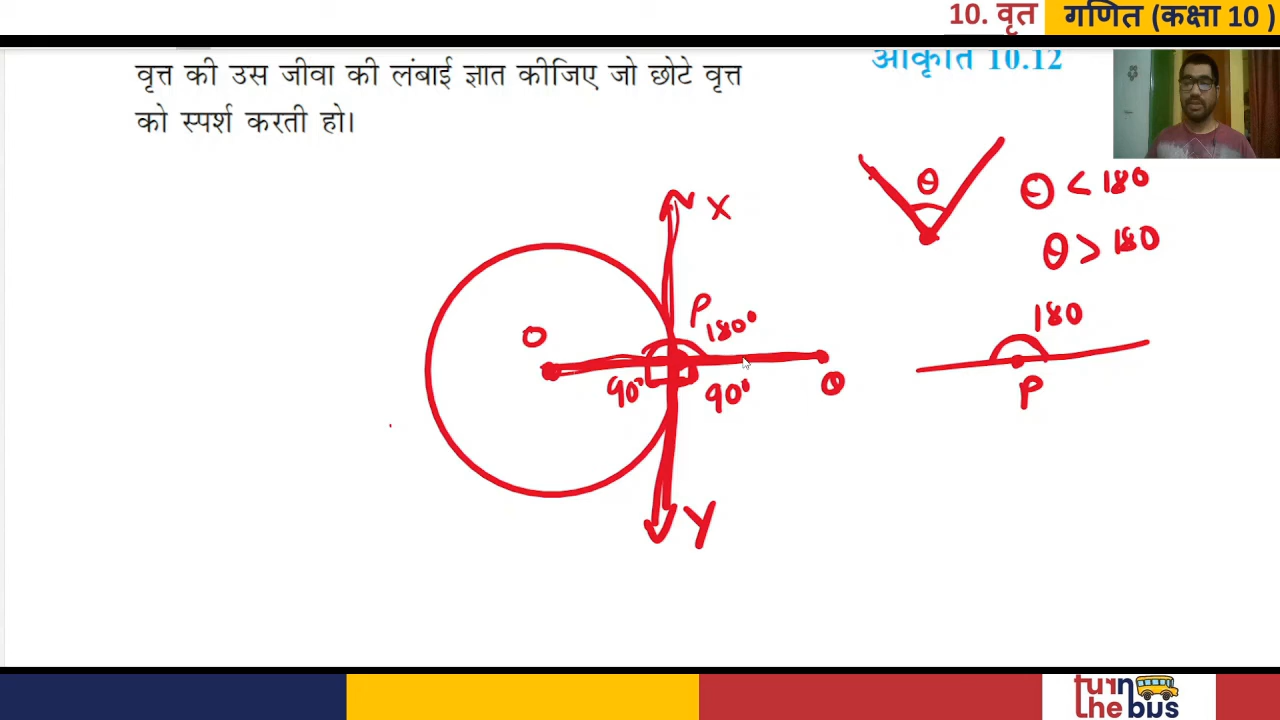 10. वृत गणित (कक्षा 10 )
वृत्त की उस जीवा की लंबाई ज्ञात कीजिए जो छोटे वृत्त
को स्पर्श करती हो।
आकृति 10.12
X
P
180°
O
90°
90°
Q
Y
θ
θ < 180
θ > 180
180
P
turn
the bus